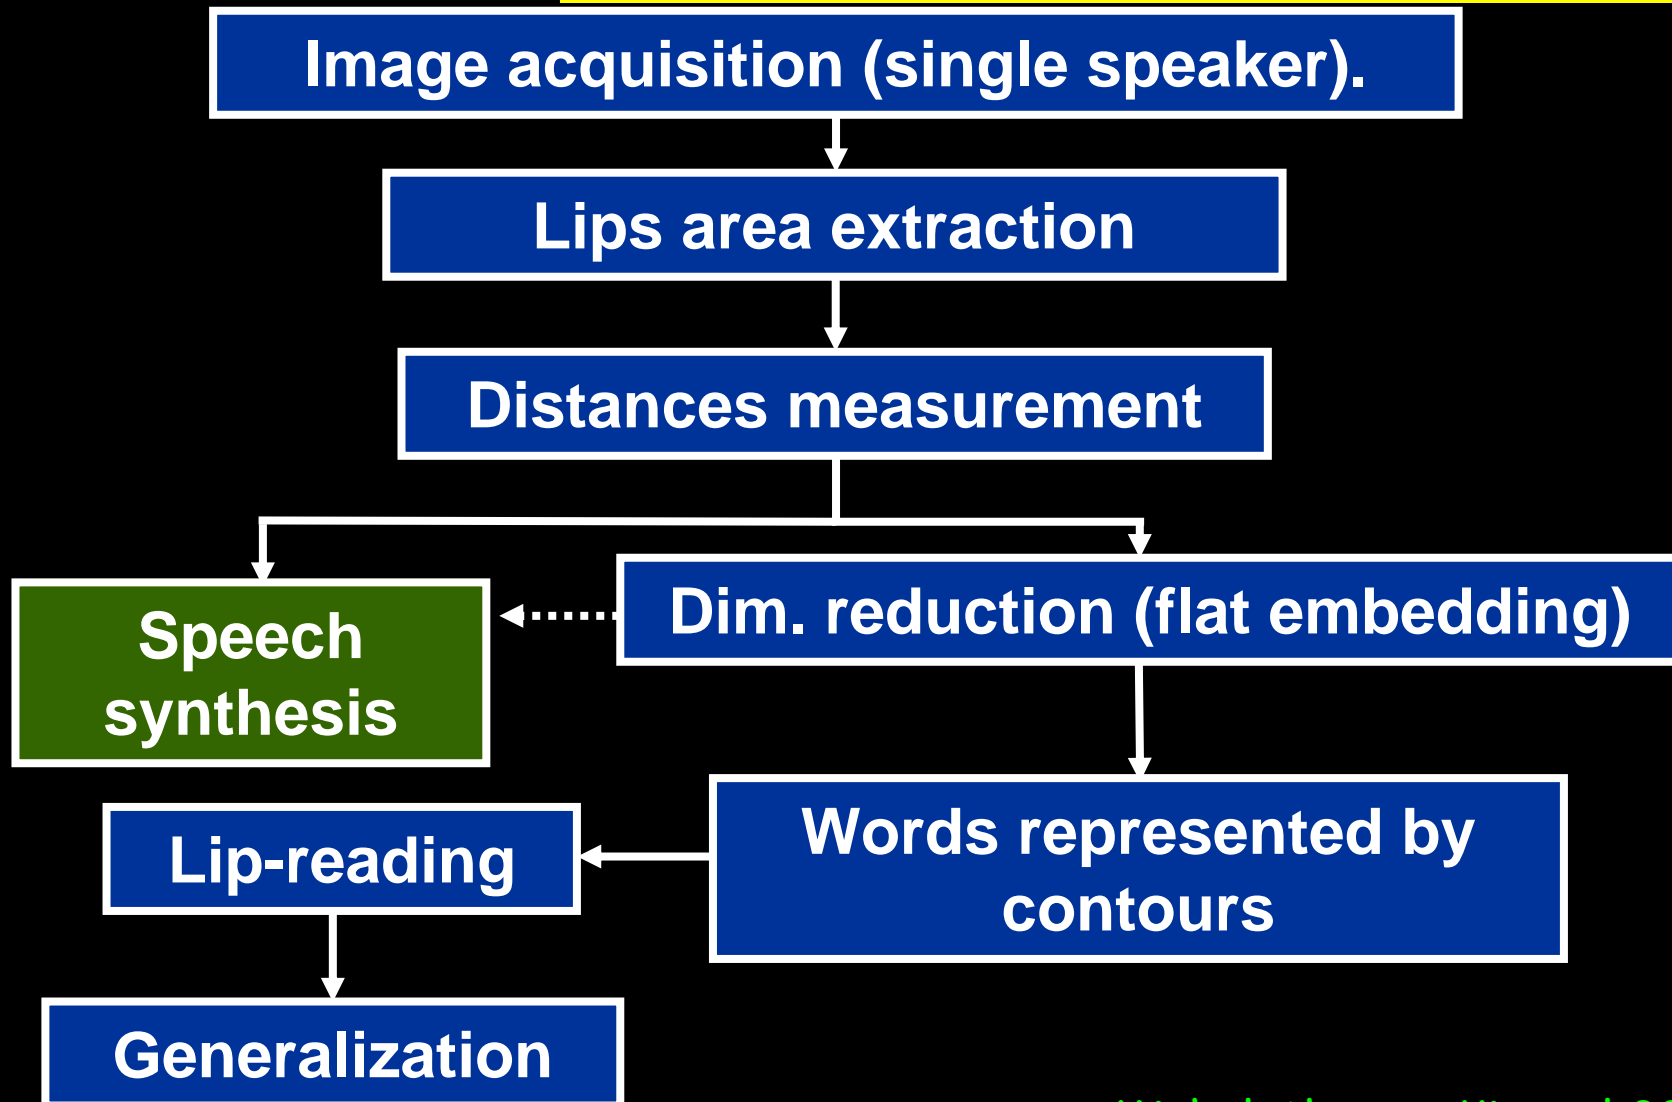 Image acquisition (single speaker).
Lips area extraction
Distances measurement
Speech
synthesis
Dim. reduction (flat embedding)
Words represented by
contours
Lip-reading
Generalization